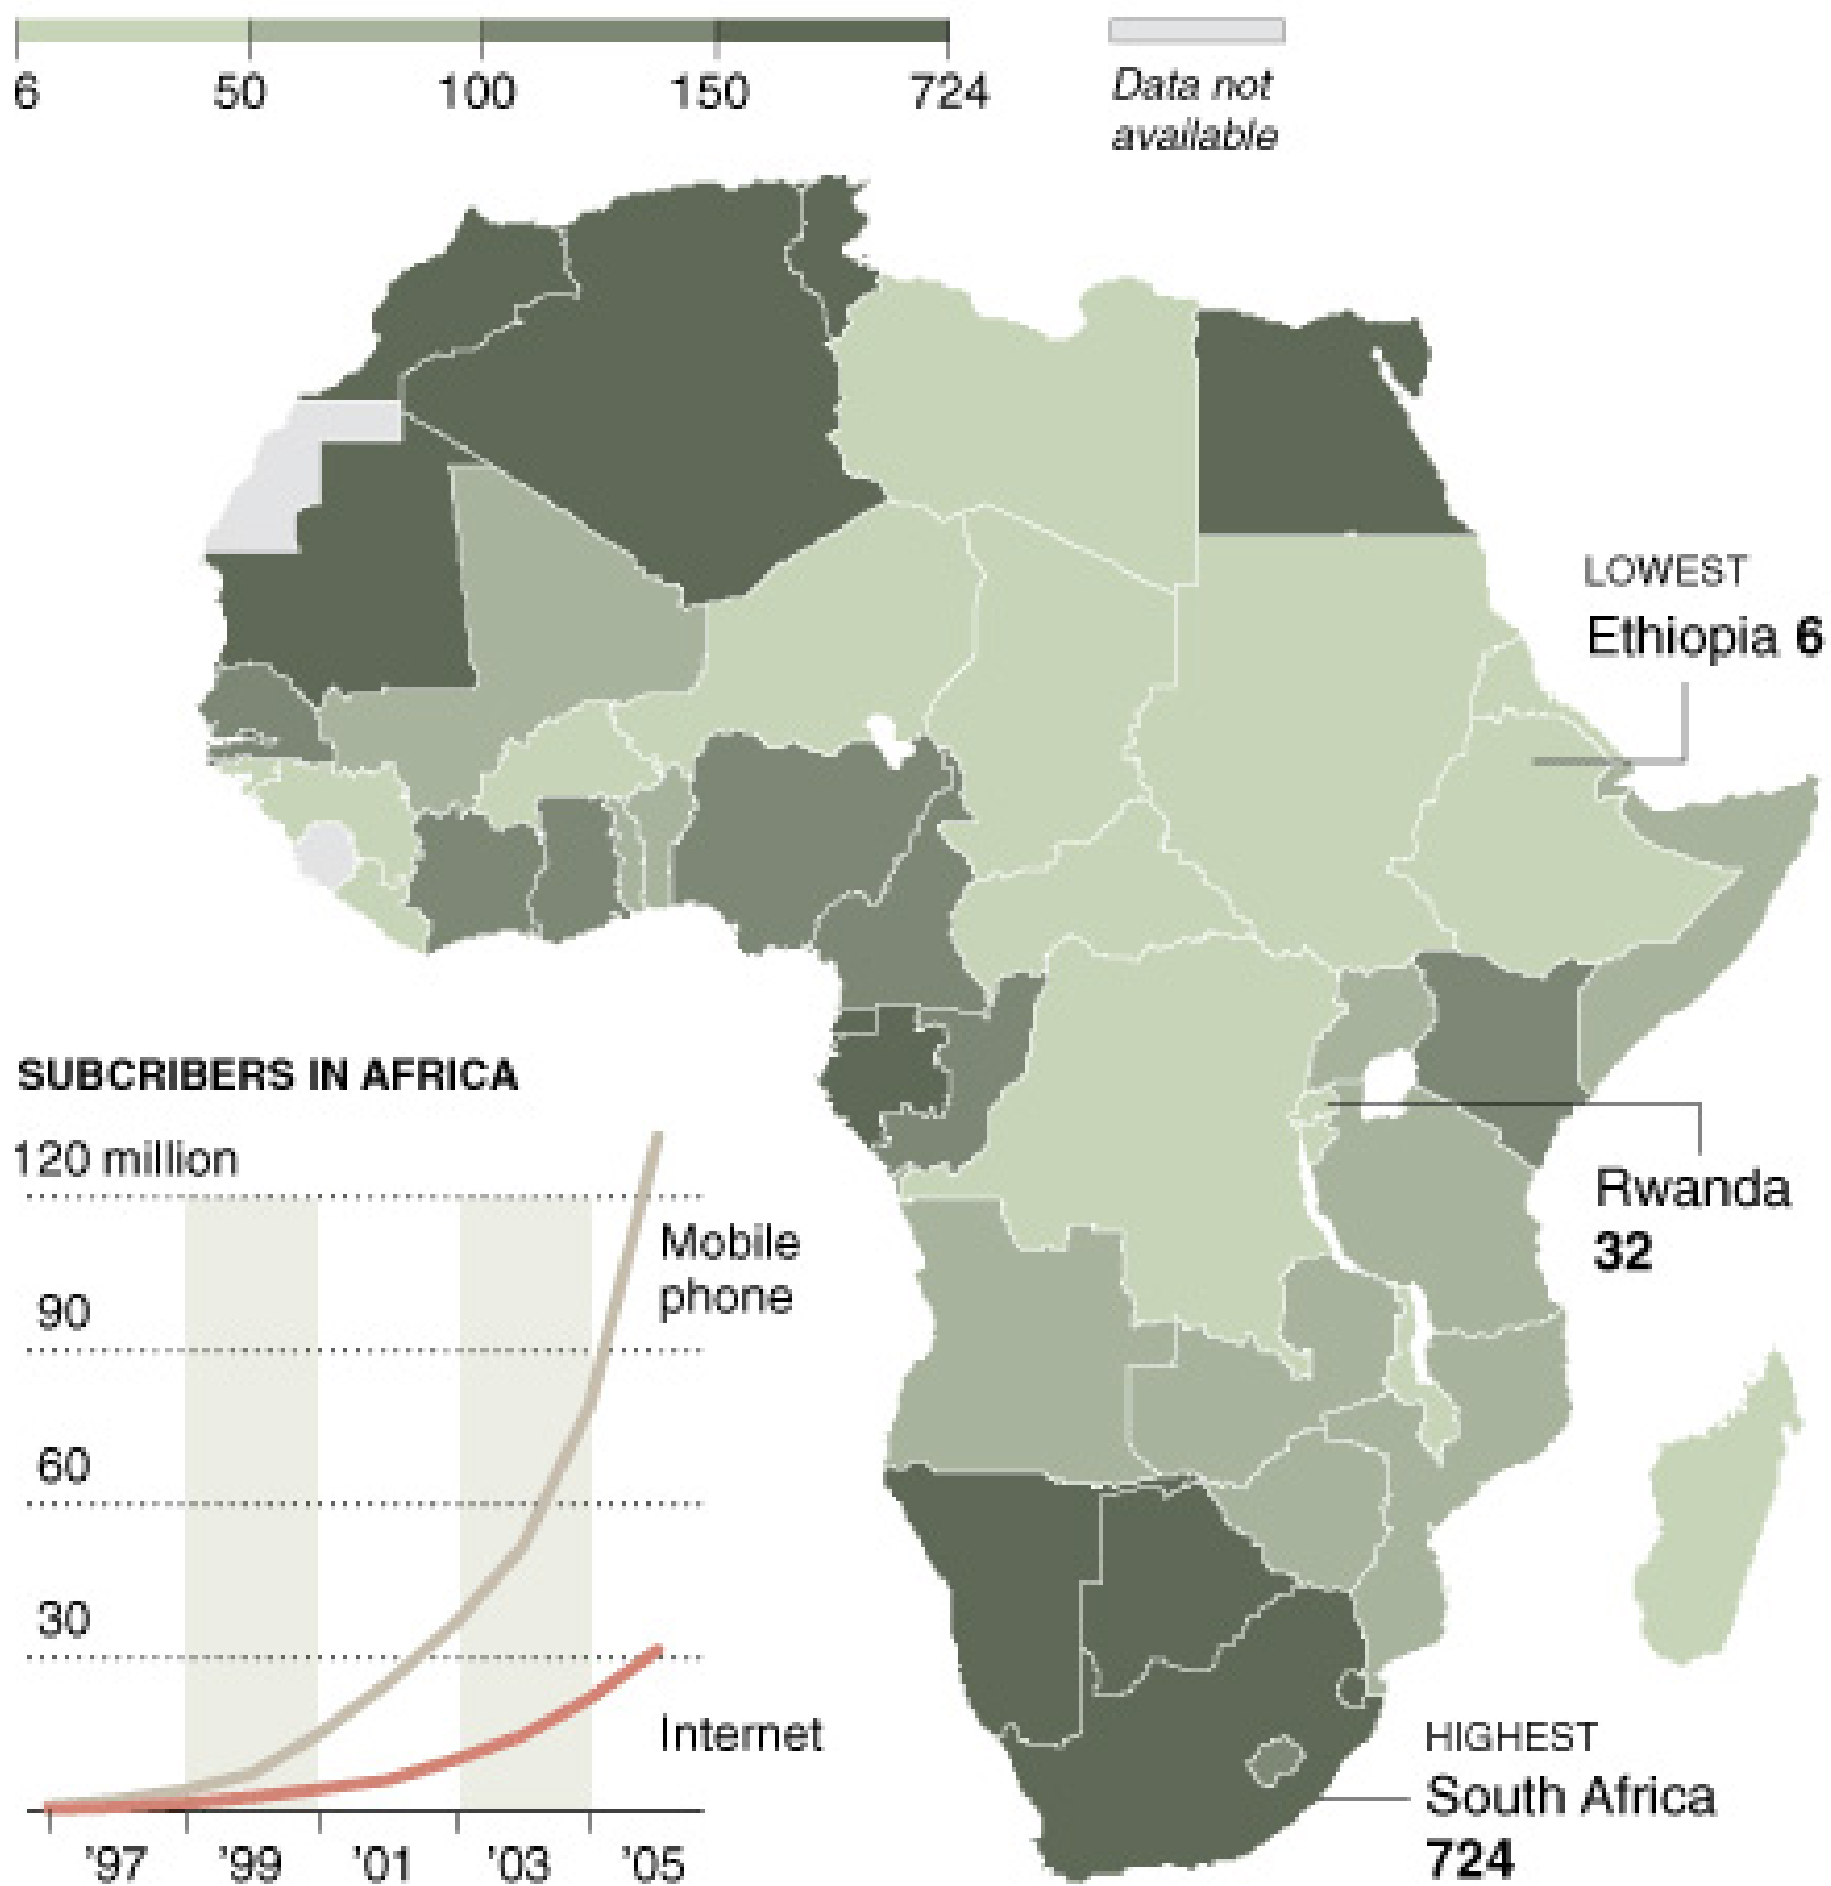 6 50 100 150 724
Data not
available
LOWEST
Ethiopia 6
Rwanda
32
SUBCRIBERS IN AFRICA
120 million
90
60
30
Mobile
phone
Internet
'97 '99 '01 '03 '05
HIGHEST
South Africa
724